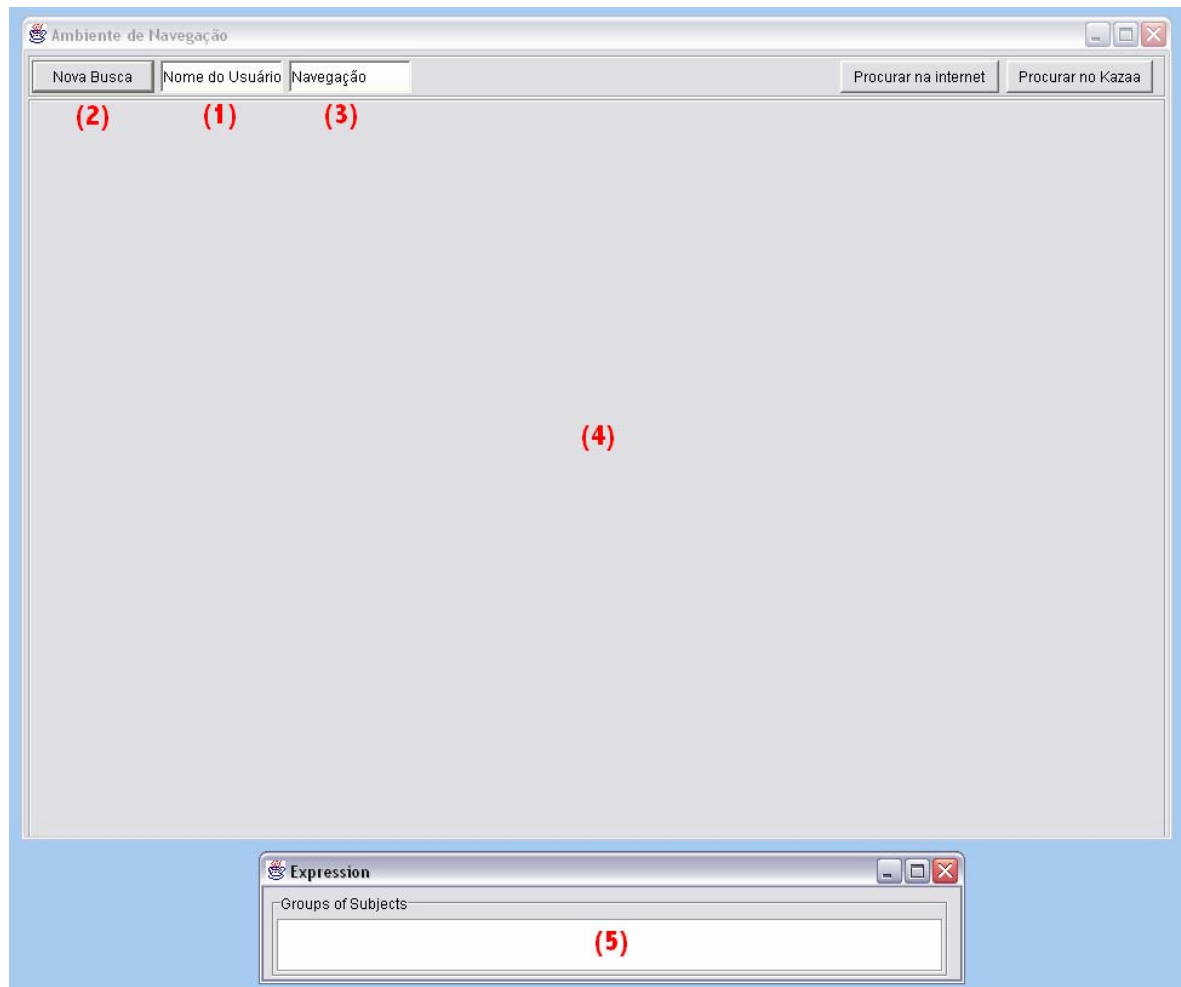 Ambiente de Navegação
Nova Busca Nome do Usuário Navegação Procurar na internet Procurar no Kazaa
(2) (1) (3)
(4)
Expression
Groups of Subjects
(5)